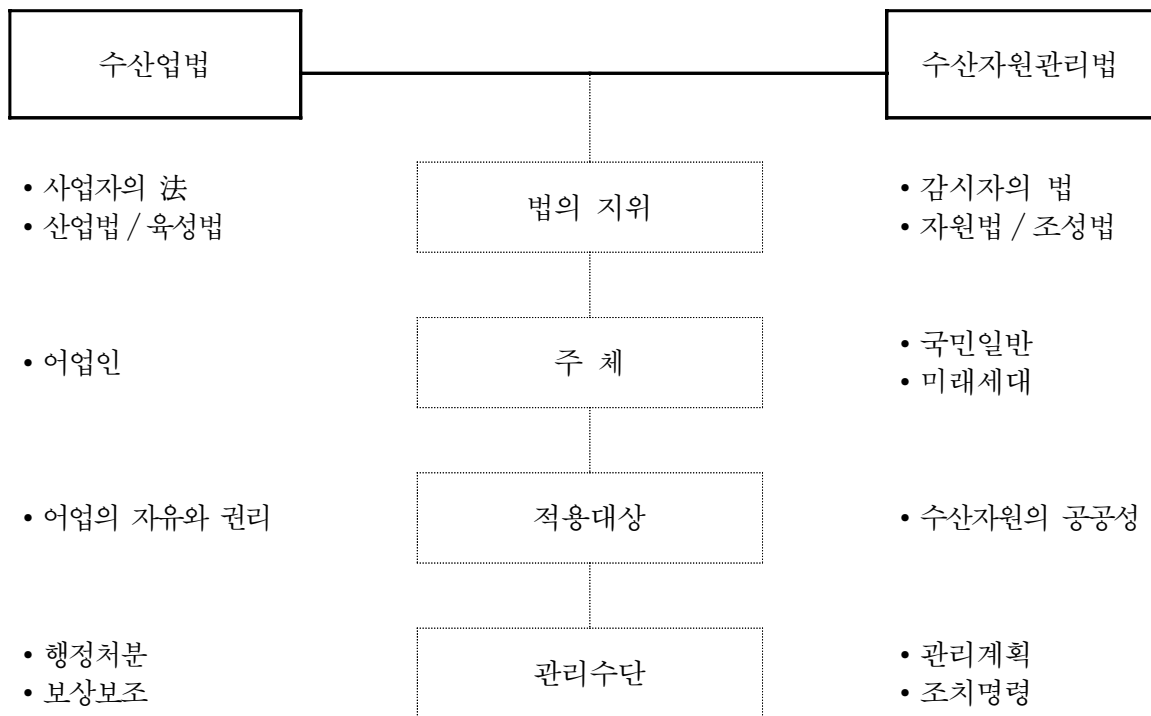 수산업법
수산자원관리법
• 사업자의 法
• 산업법 / 육성법
법의 지위
• 감시자의 법
• 자원법 / 조성법
• 어업인
주 체
• 국민일반
• 미래세대
• 어업의 자유와 권리
적용대상
• 수산자원의 공공성
• 행정처분
• 보상보조
관리수단
• 관리계획
• 조치명령